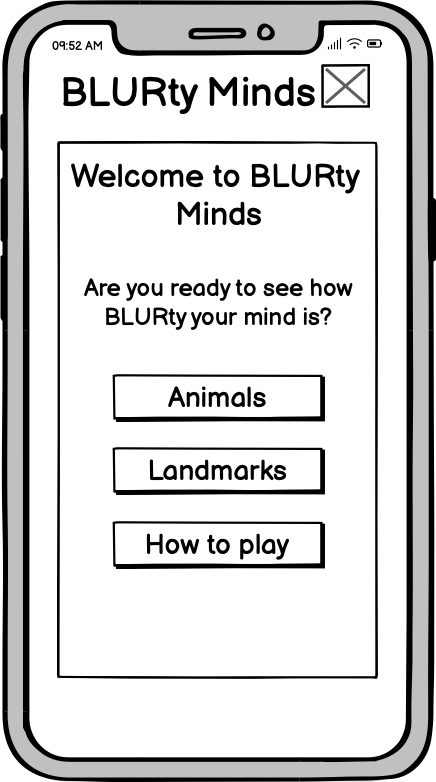 09:52 AM
BLURty Minds
Welcome to BLURty
Minds
Are you ready to see how
BLURty your mind is?
Animals
Landmarks
How to play